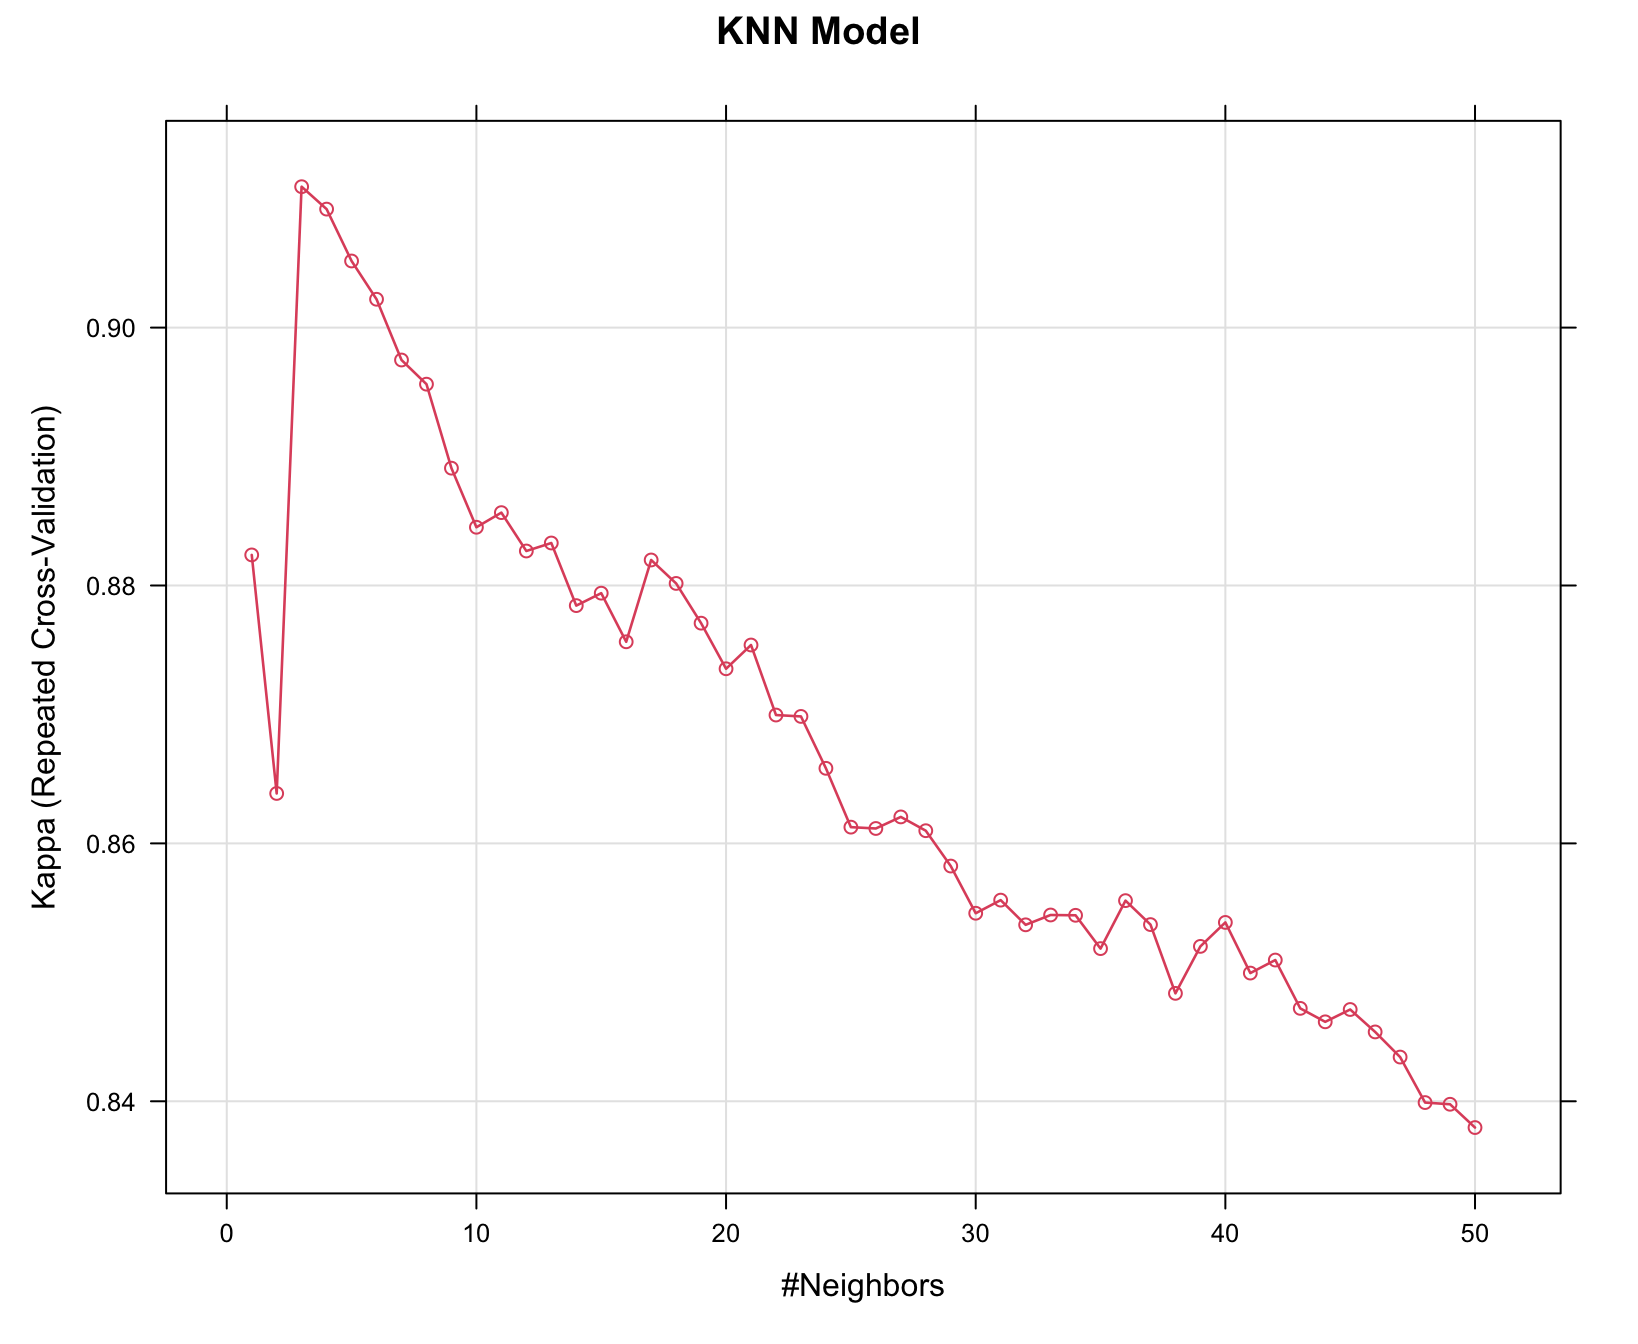 KNN Model
Kappa (Repeated Cross-Validation)
0.90
0.88
0.86
0.84
0 10 20 30 40 50
#Neighbors